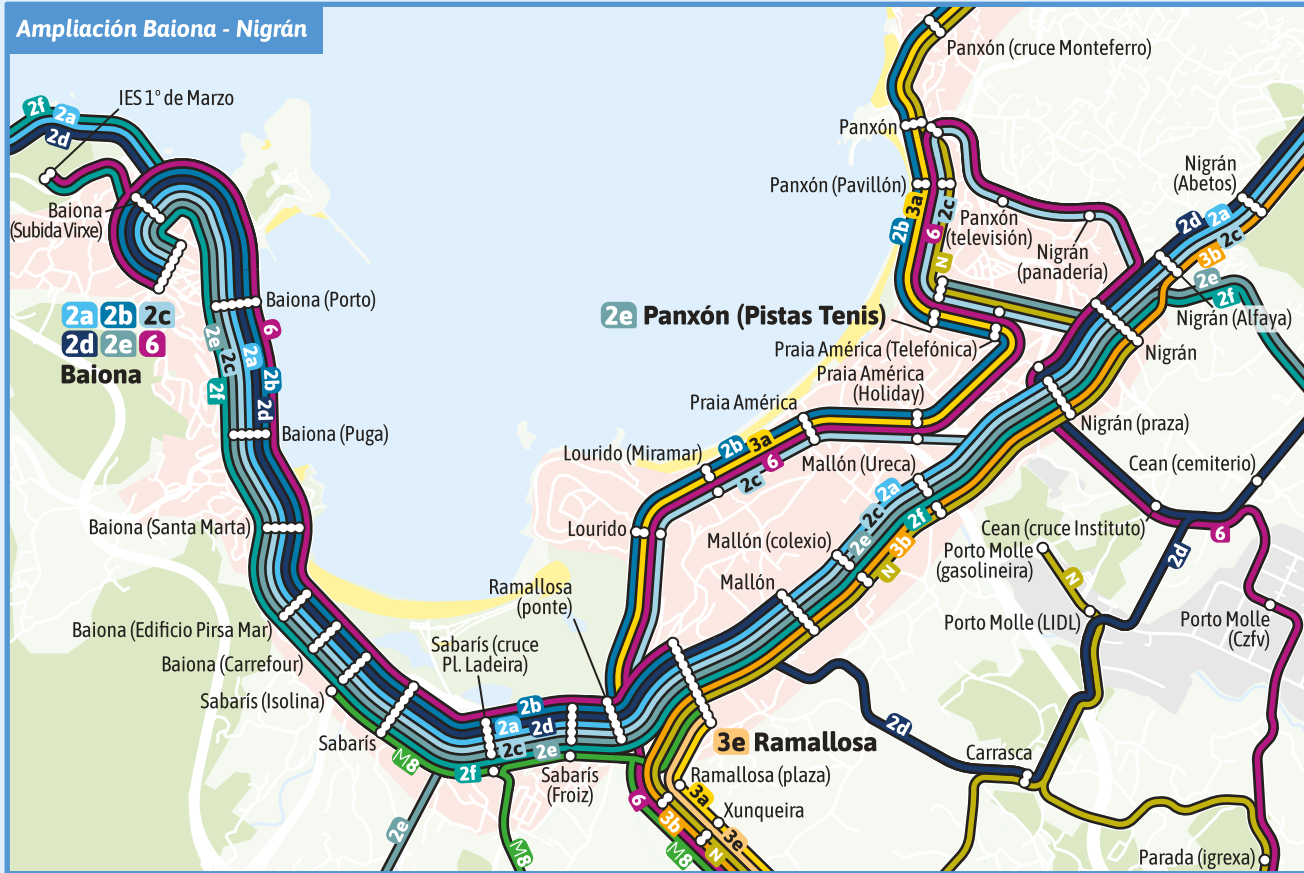 Ampliación Baiona - Nigrán
Panxón (cruce Monteferro)
IES 1° de Marzo
2f
2a
2d
Panxón
Nigrán
(Abetos)
Panxón (Pavillón)
3a
2c
2b
6
N
Panxón
(televisión)
Nigrán
(panadería)
2d
2a
2c
3b
2e
2f
Baiona
(Subida Virxe)
Baiona (Porto)
2a
2b
2c
2d
2e
6
Baiona
2e
2c
2f
2a
6
2b
2d
2e Panxón (Pistas Tenis)
Nigrán (Alfaya)
Praia América (Telefónica)
Nigrán
Praia América
(Holiday)
Praia América
Nigrán (praza)
Baiona (Puga)
Lourido (Miramar)
2b
3a
6
2c
Mallón (Ureca)
Cean (cemiterio)
2a
2c
2e
2f
3b
N
Baiona (Santa Marta)
Lourido
Mallón (colexio)
Cean (cruce Instituto)
6
Porto Molle
(gasolineira)
N
2d
Mallón
Ramallosa
(ponte)
Porto Molle (LIDL)
Porto Molle
(Czfv)
Baiona (Edificio Pirsa Mar)
Sabarís (cruce
Pl. Ladeira)
Baiona (Carrefour)
Sabarís (Isolina)
2b
2a
2d
2c
2e
2f
Sabarís
M8
2d
3e Ramallosa
Carrasca
Sabarís
(Froiz)
Ramallosa (plaza)
3a
Xunqueira
6
3b
3e
N
M8
2e
M8
Parada (igrexa)